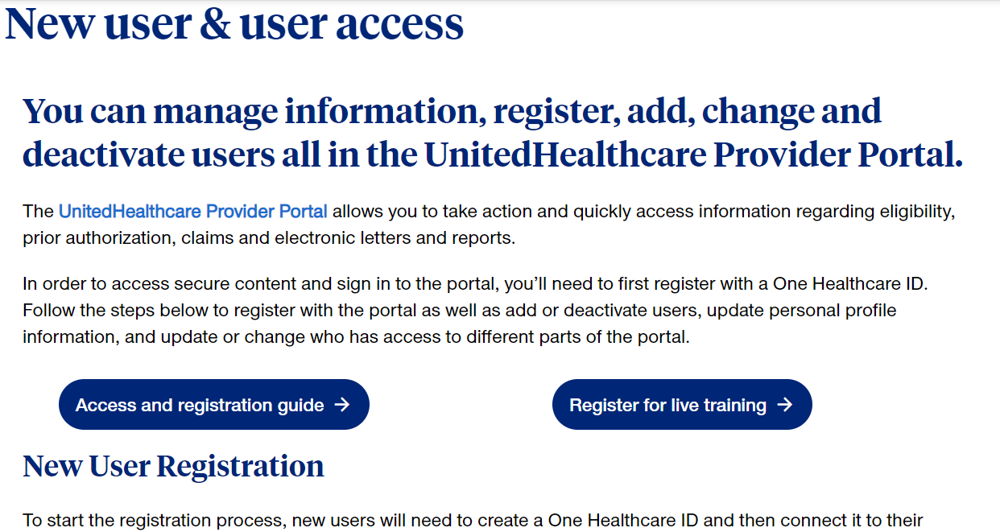 New user & user access
You can manage information, register, add, change and
deactivate users all in the UnitedHealthcare Provider Portal.
The UnitedHealthcare Provider Portal allows you to take action and quickly access information regarding eligibility,
prior authorization, claims and electronic letters and reports.
In order to access secure content and sign in to the portal, you’ll need to first register with a One Healthcare ID.
Follow the steps below to register with the portal as well as add or deactivate users, update personal profile
information, and update or change who has access to different parts of the portal.
Access and registration guide →
Register for live training →
New User Registration
To start the registration process, new users will need to create a One Healthcare ID and then connect it to their